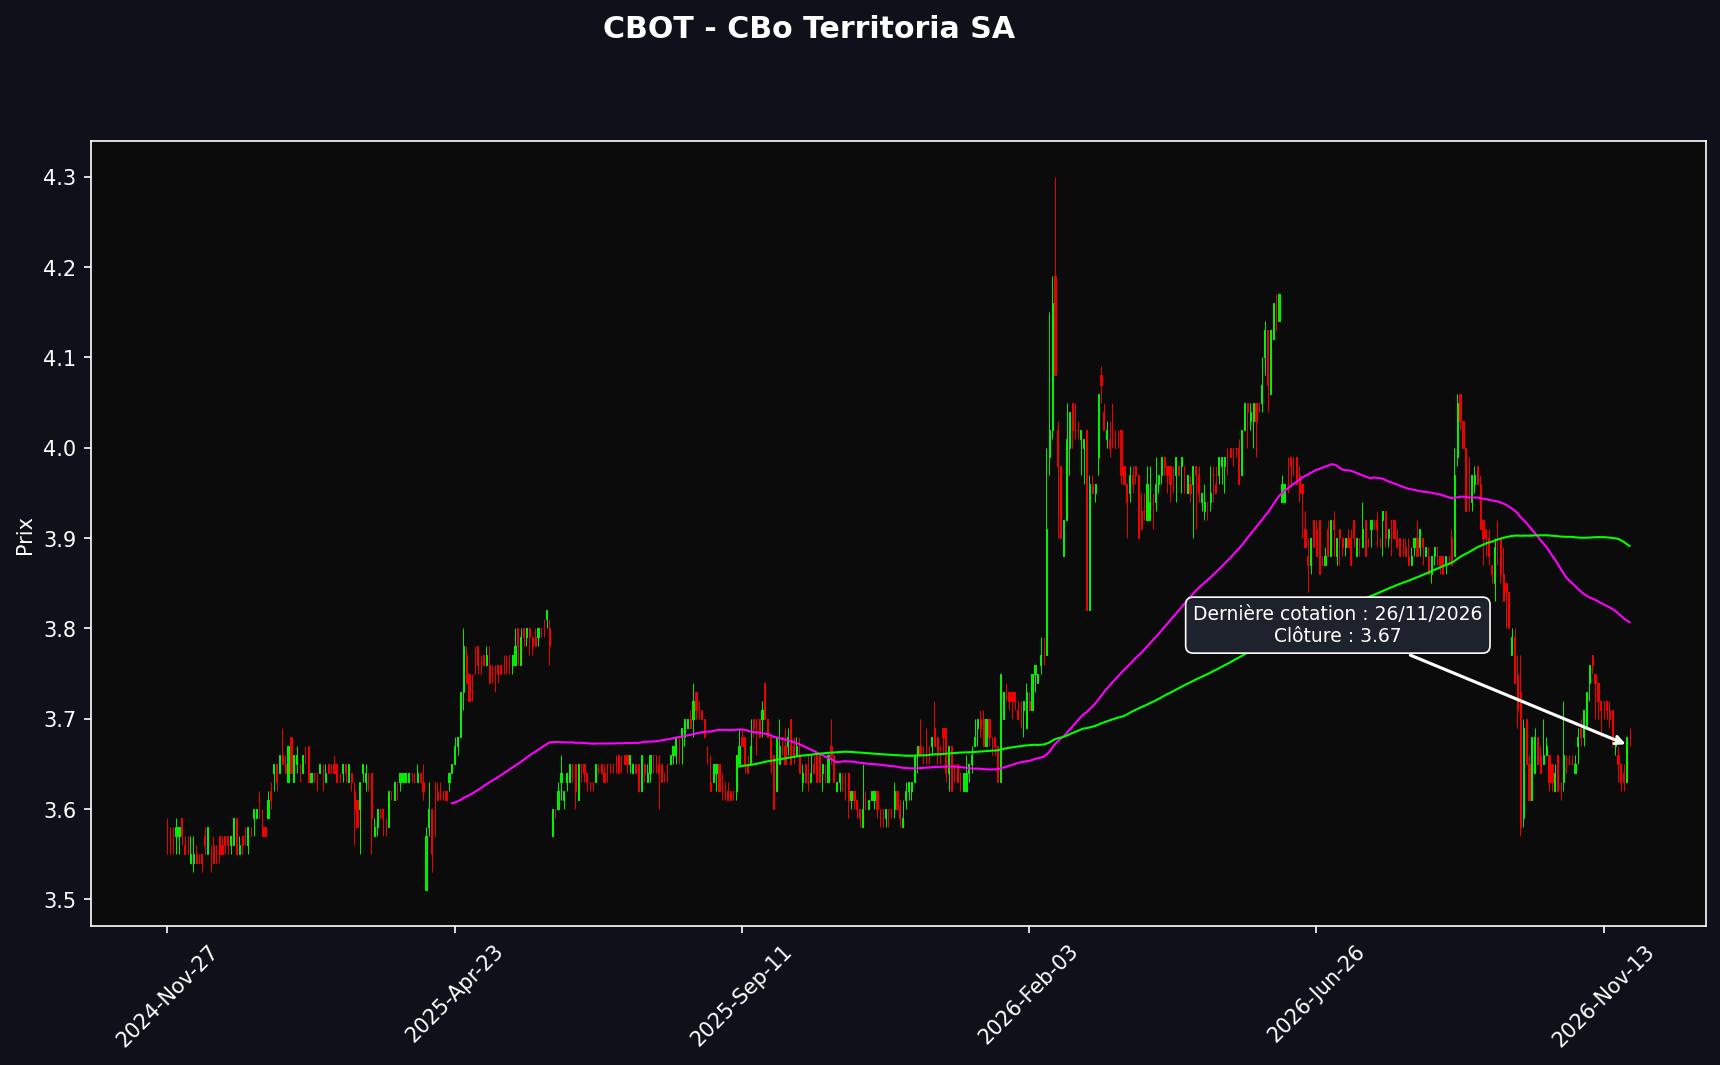 CBOT - CBo Territoria SA
Prix
4.3
4.2
4.1
4.0
3.9
3.8
3.7
3.6
3.5
Dernière cotation : 26/11/2026
Clôture : 3.67
2024-Nov-27
2025-Apr-23
2025-Sep-11
2026-Feb-03
2026-Jun-26
2026-Nov-13